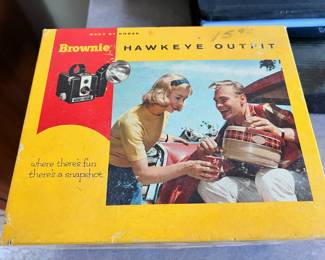 MADE BY KODAK
Brownie HAWKEYE OUTFIT
where there's fun
there's a snapshot